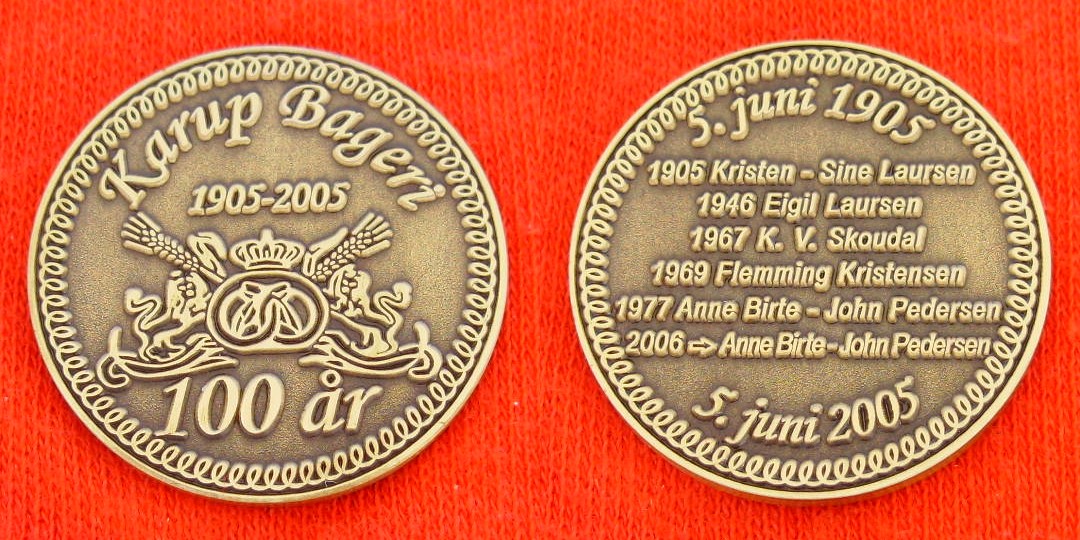 Karup Bageri
1905-2005
100 år
5. juni 1905
1905 Kristen - Sine Laursen
1946 Eigil Laursen
1967 K. V. Skoudal
1969 Flemming Kristensen
1977 Anne Birte - John Pedersen
2006 ⇨ Anne Birte - John Pedersen
5. juni 2005